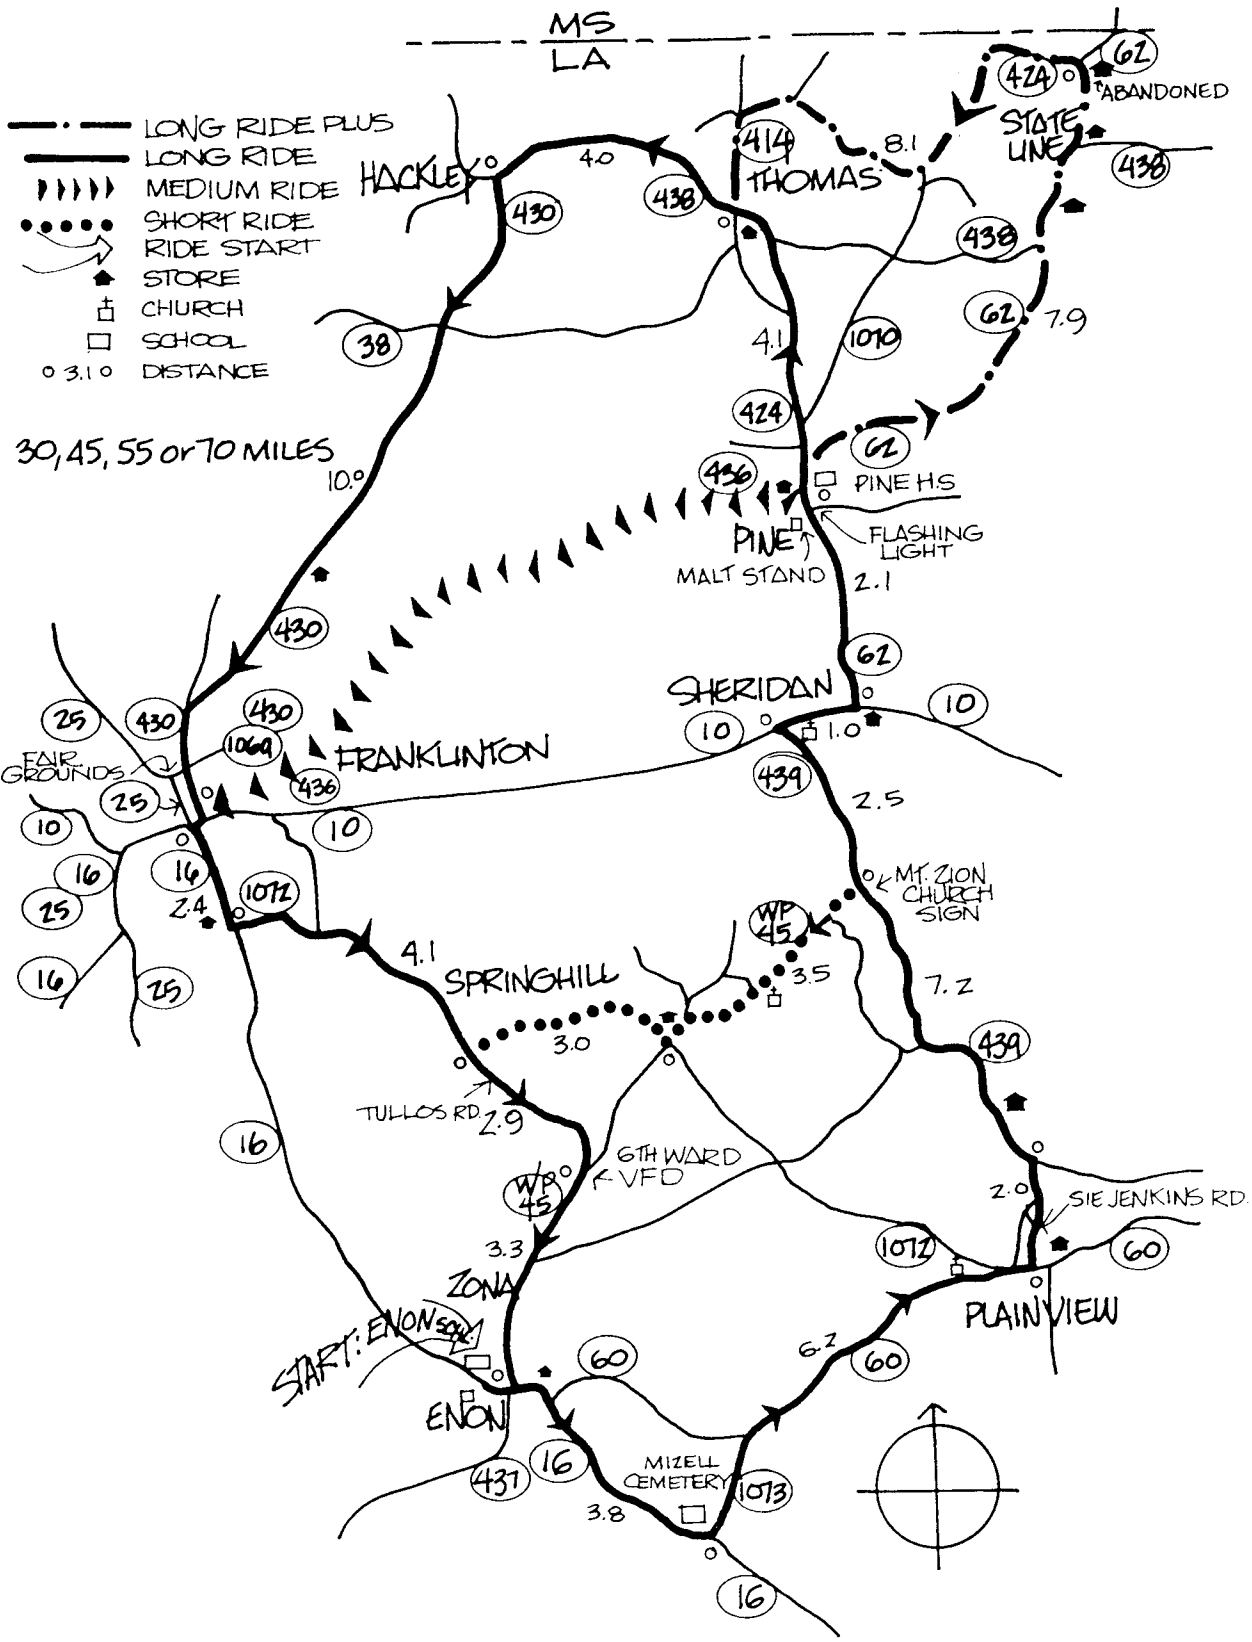 MS
LA
LONG RIDE PLUS
LONG RIDE
MEDIUM RIDE
SHORT RIDE
RIDE START
STORE
CHURCH
SCHOOL
3.1 DISTANCE
30, 45, 55 or 70 MILES
62
424
ABANDONED
STATE
LINE
438
414
8.1
THOMAS
HACKLEY
4.0
438
430
438
62
7.9
38
4.1
1070
424
62
10.0
436
PINE H.S
PINE
FLASHING
LIGHT
MALT STAND
2.1
430
62
SHERIDAN
10
10
1.0
439
2.5
25
430
430
1069
FRANKLINTON
FAIR
GROUNDS
436
25
10
10
16
16
25
2.4
1072
16
25
4.1
MT. ZION
CHURCH
SIGN
WP
45
3.5
SPRINGHILL
7.2
3.0
439
TULLOS RD.
2.9
16
6TH WARD
VFD
WP
45
2.0
SIE JENKINS RD.
3.3
1072
60
ZONA
PLAINVIEW
START: ENON SCHL.
60
6.2
60
ENON
16
437
MIZELL
CEMETERY
1073
3.8
16